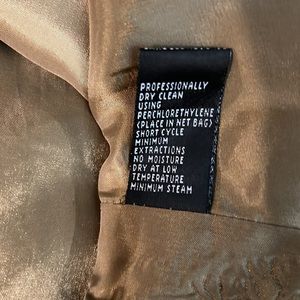 PROFESSIONALLY
DRY CLEAN
USING
PERCHLORETHYLENE
(PLACE IN NET BAG)
SHORT CYCLE
MINIMUM
EXTRACTIONS
NO MOISTURE
DRY AT LOW
TEMPERATURE
MINIMUM STEAM